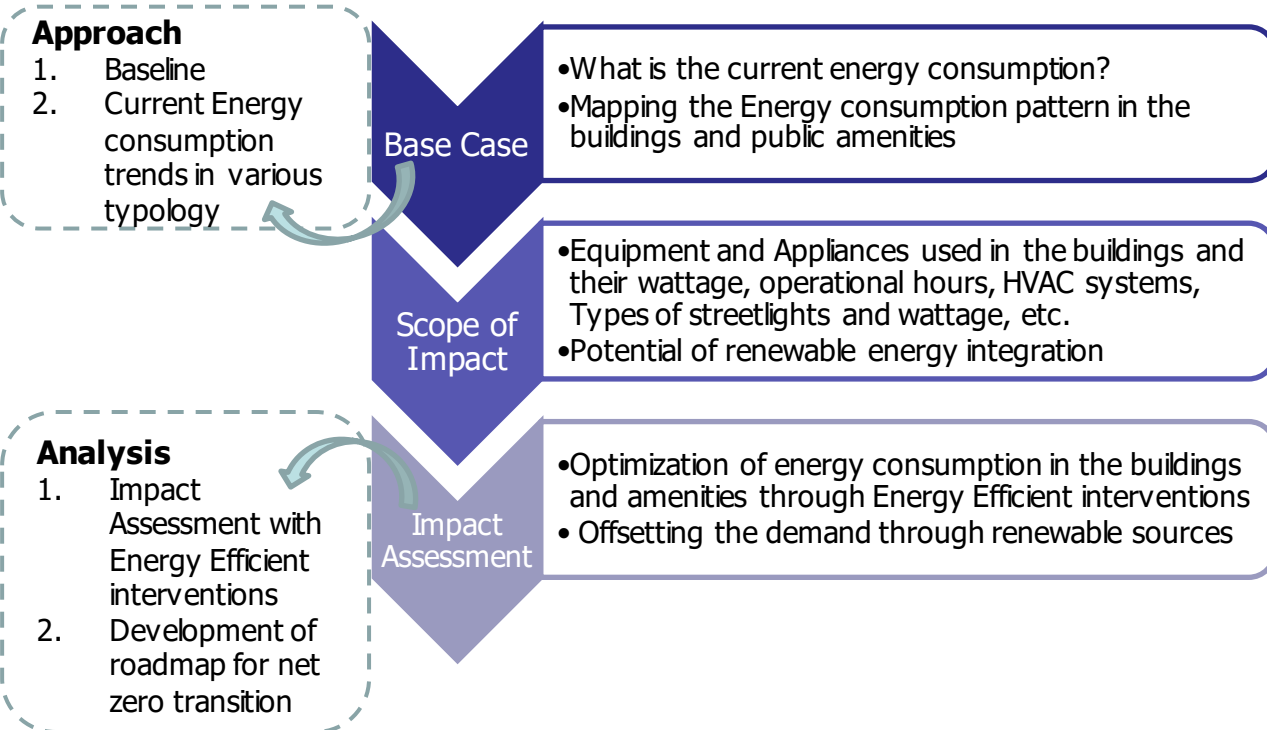 Approach
1. Baseline
2. Current Energy
consumption
trends in various
typology
Base Case
•What is the current energy consumption?
•Mapping the Energy consumption pattern in the
buildings and public amenities
Scope of
Impact
•Equipment and Appliances used in the buildings and
their wattage, operational hours, HVAC systems,
Types of streetlights and wattage, etc.
•Potential of renewable energy integration
Analysis
1. Impact
Assessment with
Energy Efficient
interventions
2. Development of
roadmap for net
zero transition
Impact
Assessment
•Optimization of energy consumption in the buildings
and amenities through Energy Efficient interventions
• Offsetting the demand through renewable sources